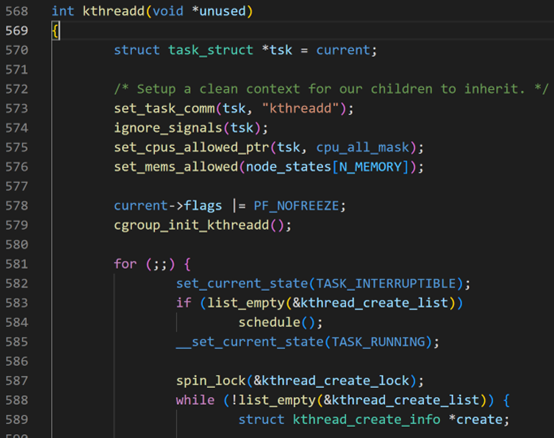 568 int kthreadd(void *unused)
569 {
570 struct task_struct *tsk = current;
571
572 /* Setup a clean context for our children to inherit. */
573 set_task_comm(tsk, "kthreadd");
574 ignore_signals(tsk);
575 set_cpus_allowed_ptr(tsk, cpu_all_mask);
576 set_mems_allowed(node_states[N_MEMORY]);
577
578 current->flags |= PF_NOFREEZE;
579 cgroup_init_kthreadd();
580
581 for (;;) {
582 set_current_state(TASK_INTERRUPTIBLE);
583 if (list_empty(&kthread_create_list))
584 schedule();
585 __set_current_state(TASK_RUNNING);
586
587 spin_lock(&kthread_create_lock);
588 while (!list_empty(&kthread_create_list)) {
589 struct kthread_create_info *create;